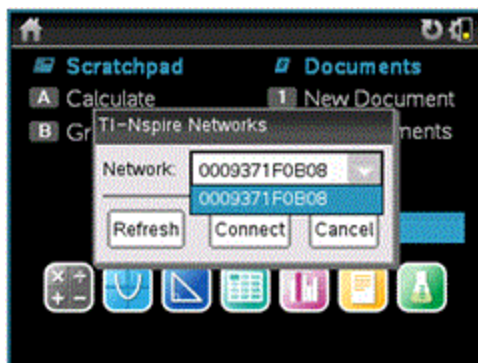 Scratchpad
Documents
A Calculate
1 New Document
B Gr
ments
TI-Nspire Networks
Network: 0009371F0B08
0009371F0B08
Refresh Connect Cancel